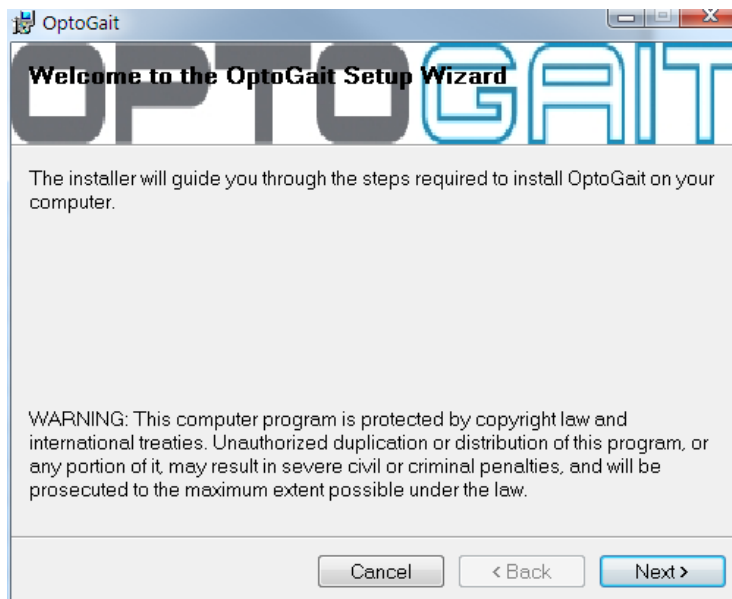 OptoGait
OPTOGAIT
Welcome to the OptoGait Setup Wizard
The installer will guide you through the steps required to install OptoGait on your
computer.
WARNING: This computer program is protected by copyright law and
international treaties. Unauthorized duplication or distribution of this program, or
any portion of it, may result in severe civil or criminal penalties, and will be
prosecuted to the maximum extent possible under the law.
Cancel
< Back
Next >